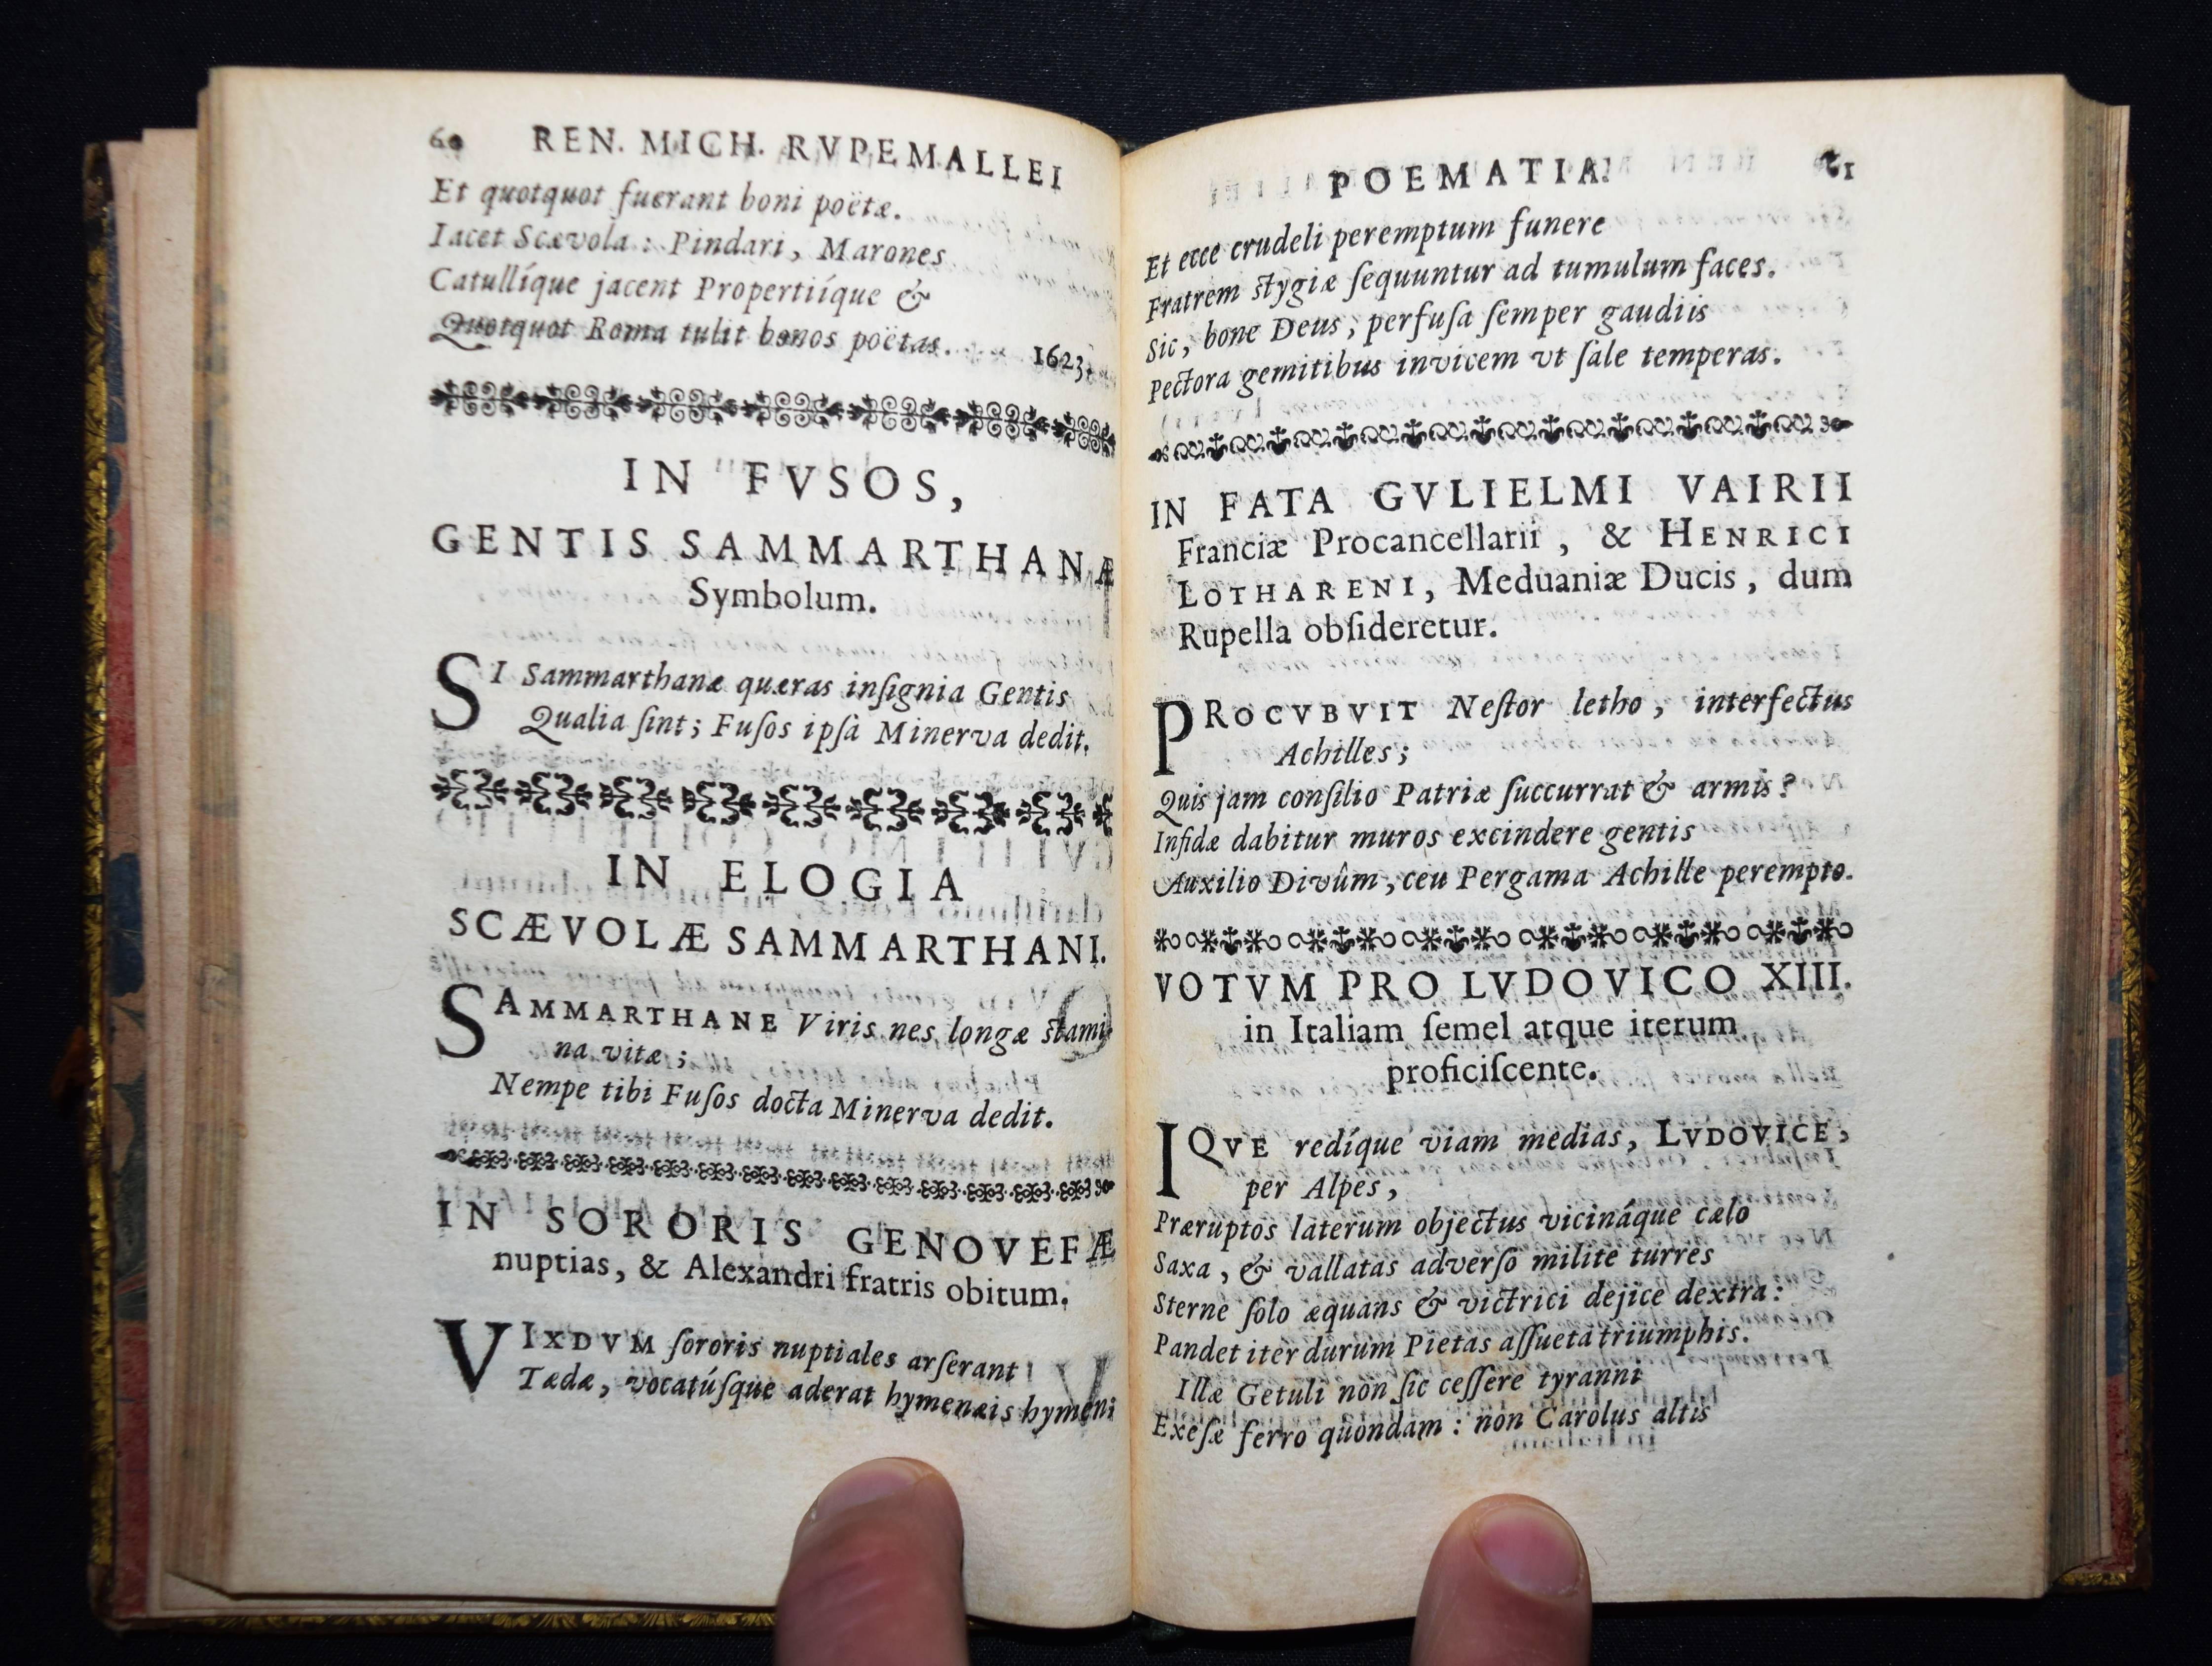 60 REN. MICH. RVPEMALLEI
Et quotquot fuerant boni poëtæ.
Iacet Scævola : Pindari, Marones
Catullíque jacent Propertiíque &
Quotquot Roma tulit bonos poëtas.
1623.
IN FVSOS,
GENTIS SAMMARTHANÆ
Symbolum.
SI Sammarthanæ quæras inſignia Gentis
Qualia ſint; Fuſos ipſa Minerva dedit.
IN ELOGIA
SCÆVOLÆ SAMMARTHANI.
SAMMARTHANE Viris nes longæ stami-
na vitæ ;
Nempe tibi Fuſos docta Minerva dedit.
IN SORORIS GENOVEFÆ
nuptias, & Alexandri fratris obitum.
VIXDVM ſororis nuptiales arſerant
Tædæ, vocatúſque aderat hymenæis hymeni
POEMATIA. 61
Et ecce crudeli peremptum funere
Fratrem stygiæ ſequuntur ad tumulum faces.
Sic, bone Deus, perfuſa ſemper gaudiis
Pectora gemitibus invicem vt ſale temperas.
IN FATA GVLIELMI VAIRII
Franciæ Procancellarii, & HENRICI
LOTHARENI, Meduaniæ Ducis, dum
Rupella obſideretur.
PROCVBVIT Neſtor letho, interfectus
Achilles;
Quis jam conſilio Patriæ ſuccurrat & armis?
Infidæ dabitur muros excindere gentis
Auxilio Divûm, ceu Pergama Achille perempto.
VOTVM PRO LVDOVICO XIII.
in Italiam ſemel atque iterum
proficiſcente.
IQVE redíque viam medias, LVDOVICE,
per Alpes,
Præruptos laterum objectus vicináque cælo
Saxa, & vallatas adverſo milite turres
Sterne ſolo æquans & victrici dejice dextra:
Pandet iter durum Pietas aſſueta triumphis.
Illæ Getuli non ſic ceſſere tyranni
Exeſæ ferro quondam : non Carolus altis